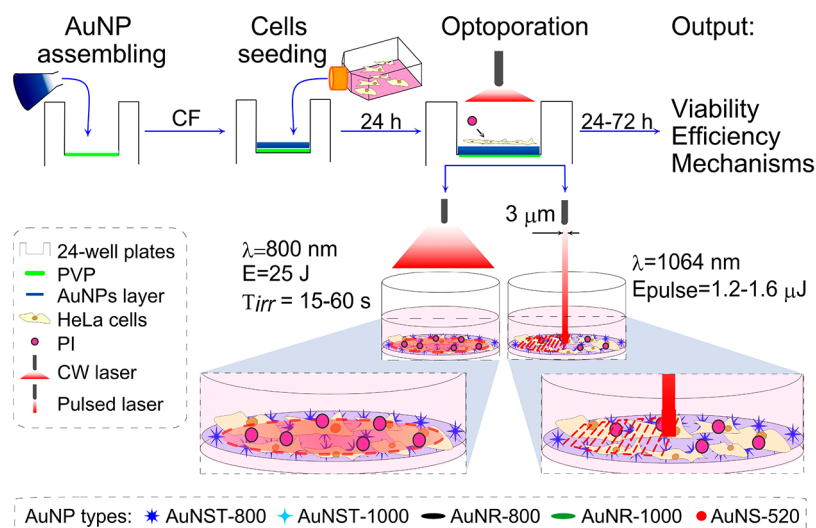 AuNP
assembling
Cells
seeding
Optoporation
Output:
CF
24 h
24-72 h
Viability
Efficiency
Mechanisms
3 μm
λ=800 nm
E=25 J
Tirr = 15-60 s
λ=1064 nm
Epulse=1.2-1.6 μJ
24-well plates
PVP
AuNPs layer
HeLa cells
PI
CW laser
Pulsed laser
AuNP types: AuNST-800 AuNST-1000 AuNR-800 AuNR-1000 AuNS-520